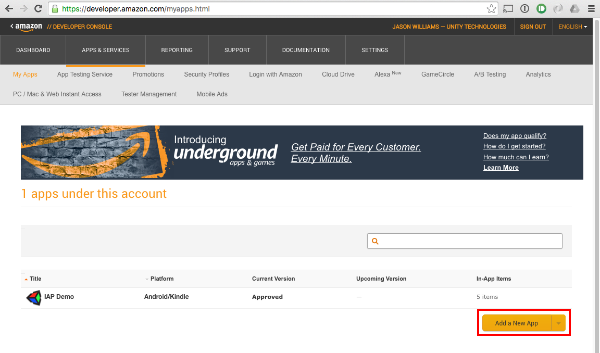 https://developer.amazon.com/myapps.html
amazon // DEVELOPER CONSOLE
JASON WILLIAMS — UNITY TECHNOLOGIES
SIGN OUT
ENGLISH
DASHBOARD
APPS & SERVICES
REPORTING
SUPPORT
DOCUMENTATION
SETTINGS
My Apps
App Testing Service
Promotions
Security Profiles
Login with Amazon
Cloud Drive
Alexa New
GameCircle
A/B Testing
Analytics
PC / Mac & Web Instant Access
Tester Management
Mobile Ads
Introducing
underground
apps & games
Get Paid for Every Customer.
Every Minute.
Does my app qualify?
How do I get started?
How much can I earn?
Learn More
1 apps under this account
Title
Platform
Current Version
Upcoming Version
In-App Items
IAP Demo
Android/Kindle
Approved
---
5 items
Add a New App